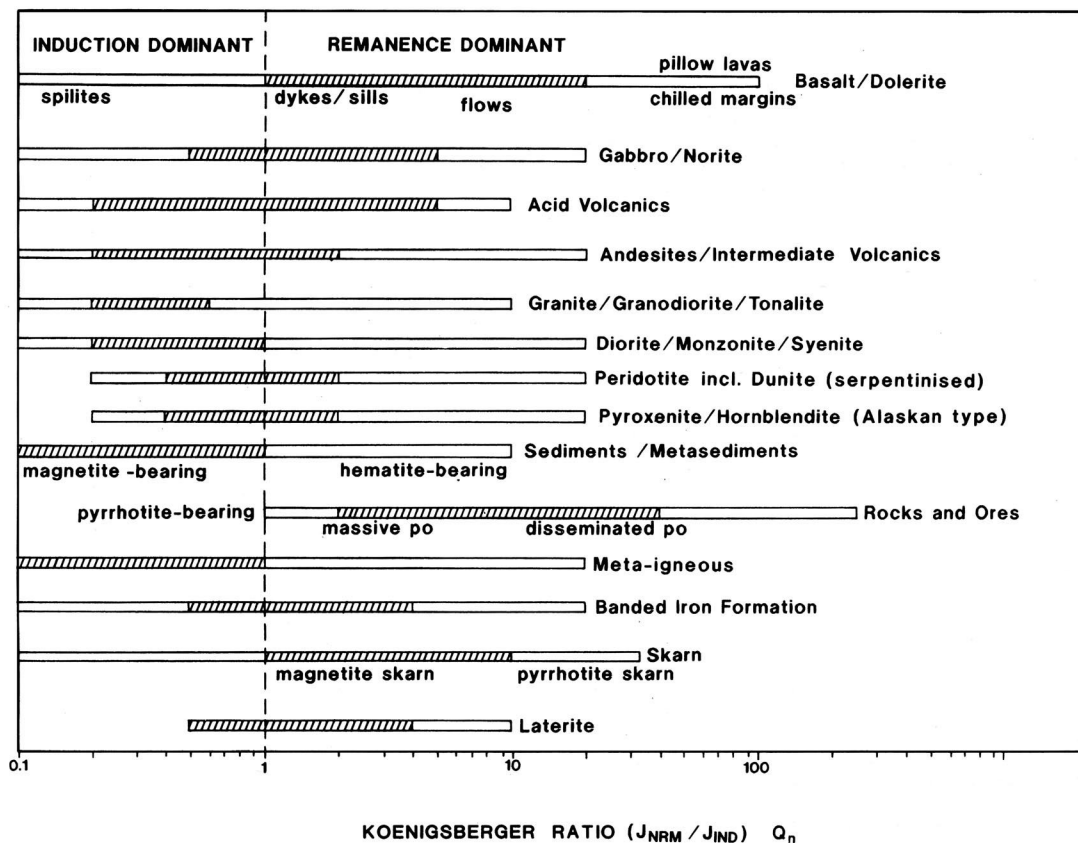 INDUCTION DOMINANT
REMANENCE DOMINANT
pillow lavas
Basalt/Dolerite
spilites
dykes/sills
flows
chilled margins
Gabbro/Norite
Acid Volcanics
Andesites/Intermediate Volcanics
Granite/Granodiorite/Tonalite
Diorite/Monzonite/Syenite
Peridotite incl. Dunite (serpentinised)
Pyroxenite/Hornblendite (Alaskan type)
Sediments /Metasediments
magnetite -bearing
hematite-bearing
pyrrhotite-bearing
Rocks and Ores
massive po
disseminated po
Meta-igneous
Banded Iron Formation
Skarn
magnetite skarn
pyrrhotite skarn
Laterite
0.1 1 10 100
KOENIGSBERGER RATIO (J_NRM /J_IND) Q_n